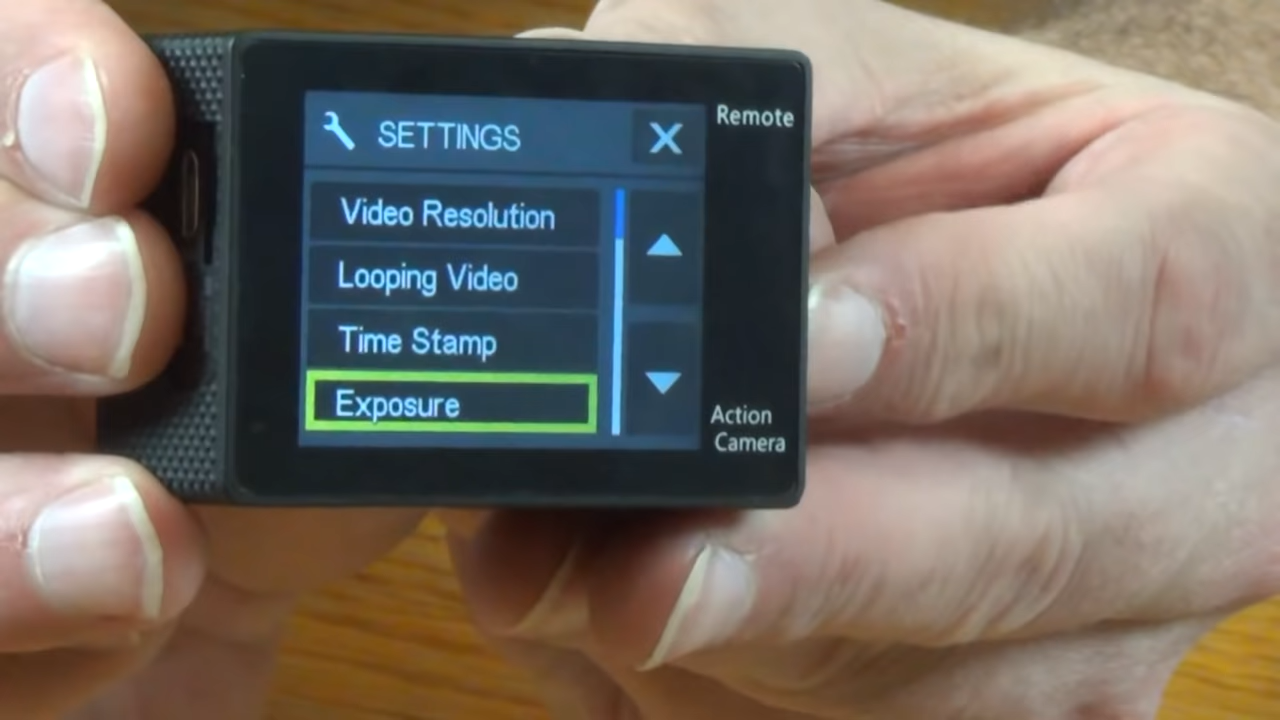 SETTINGS
X
Remote
Video Resolution
Looping Video
Time Stamp
Exposure
Action
Camera